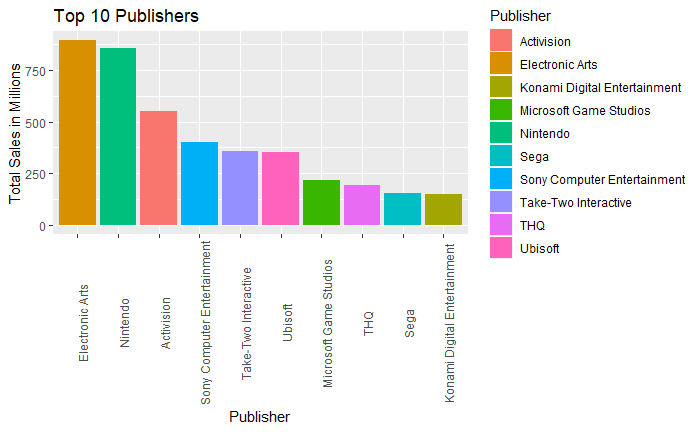 Top 10 Publishers
Total Sales in Millions
750
500
250
0
Electronic Arts
Nintendo
Activision
Sony Computer Entertainment
Take-Two Interactive
Ubisoft
Microsoft Game Studios
THQ
Sega
Konami Digital Entertainment
Publisher
Publisher
Activision
Electronic Arts
Konami Digital Entertainment
Microsoft Game Studios
Nintendo
Sega
Sony Computer Entertainment
Take-Two Interactive
THQ
Ubisoft